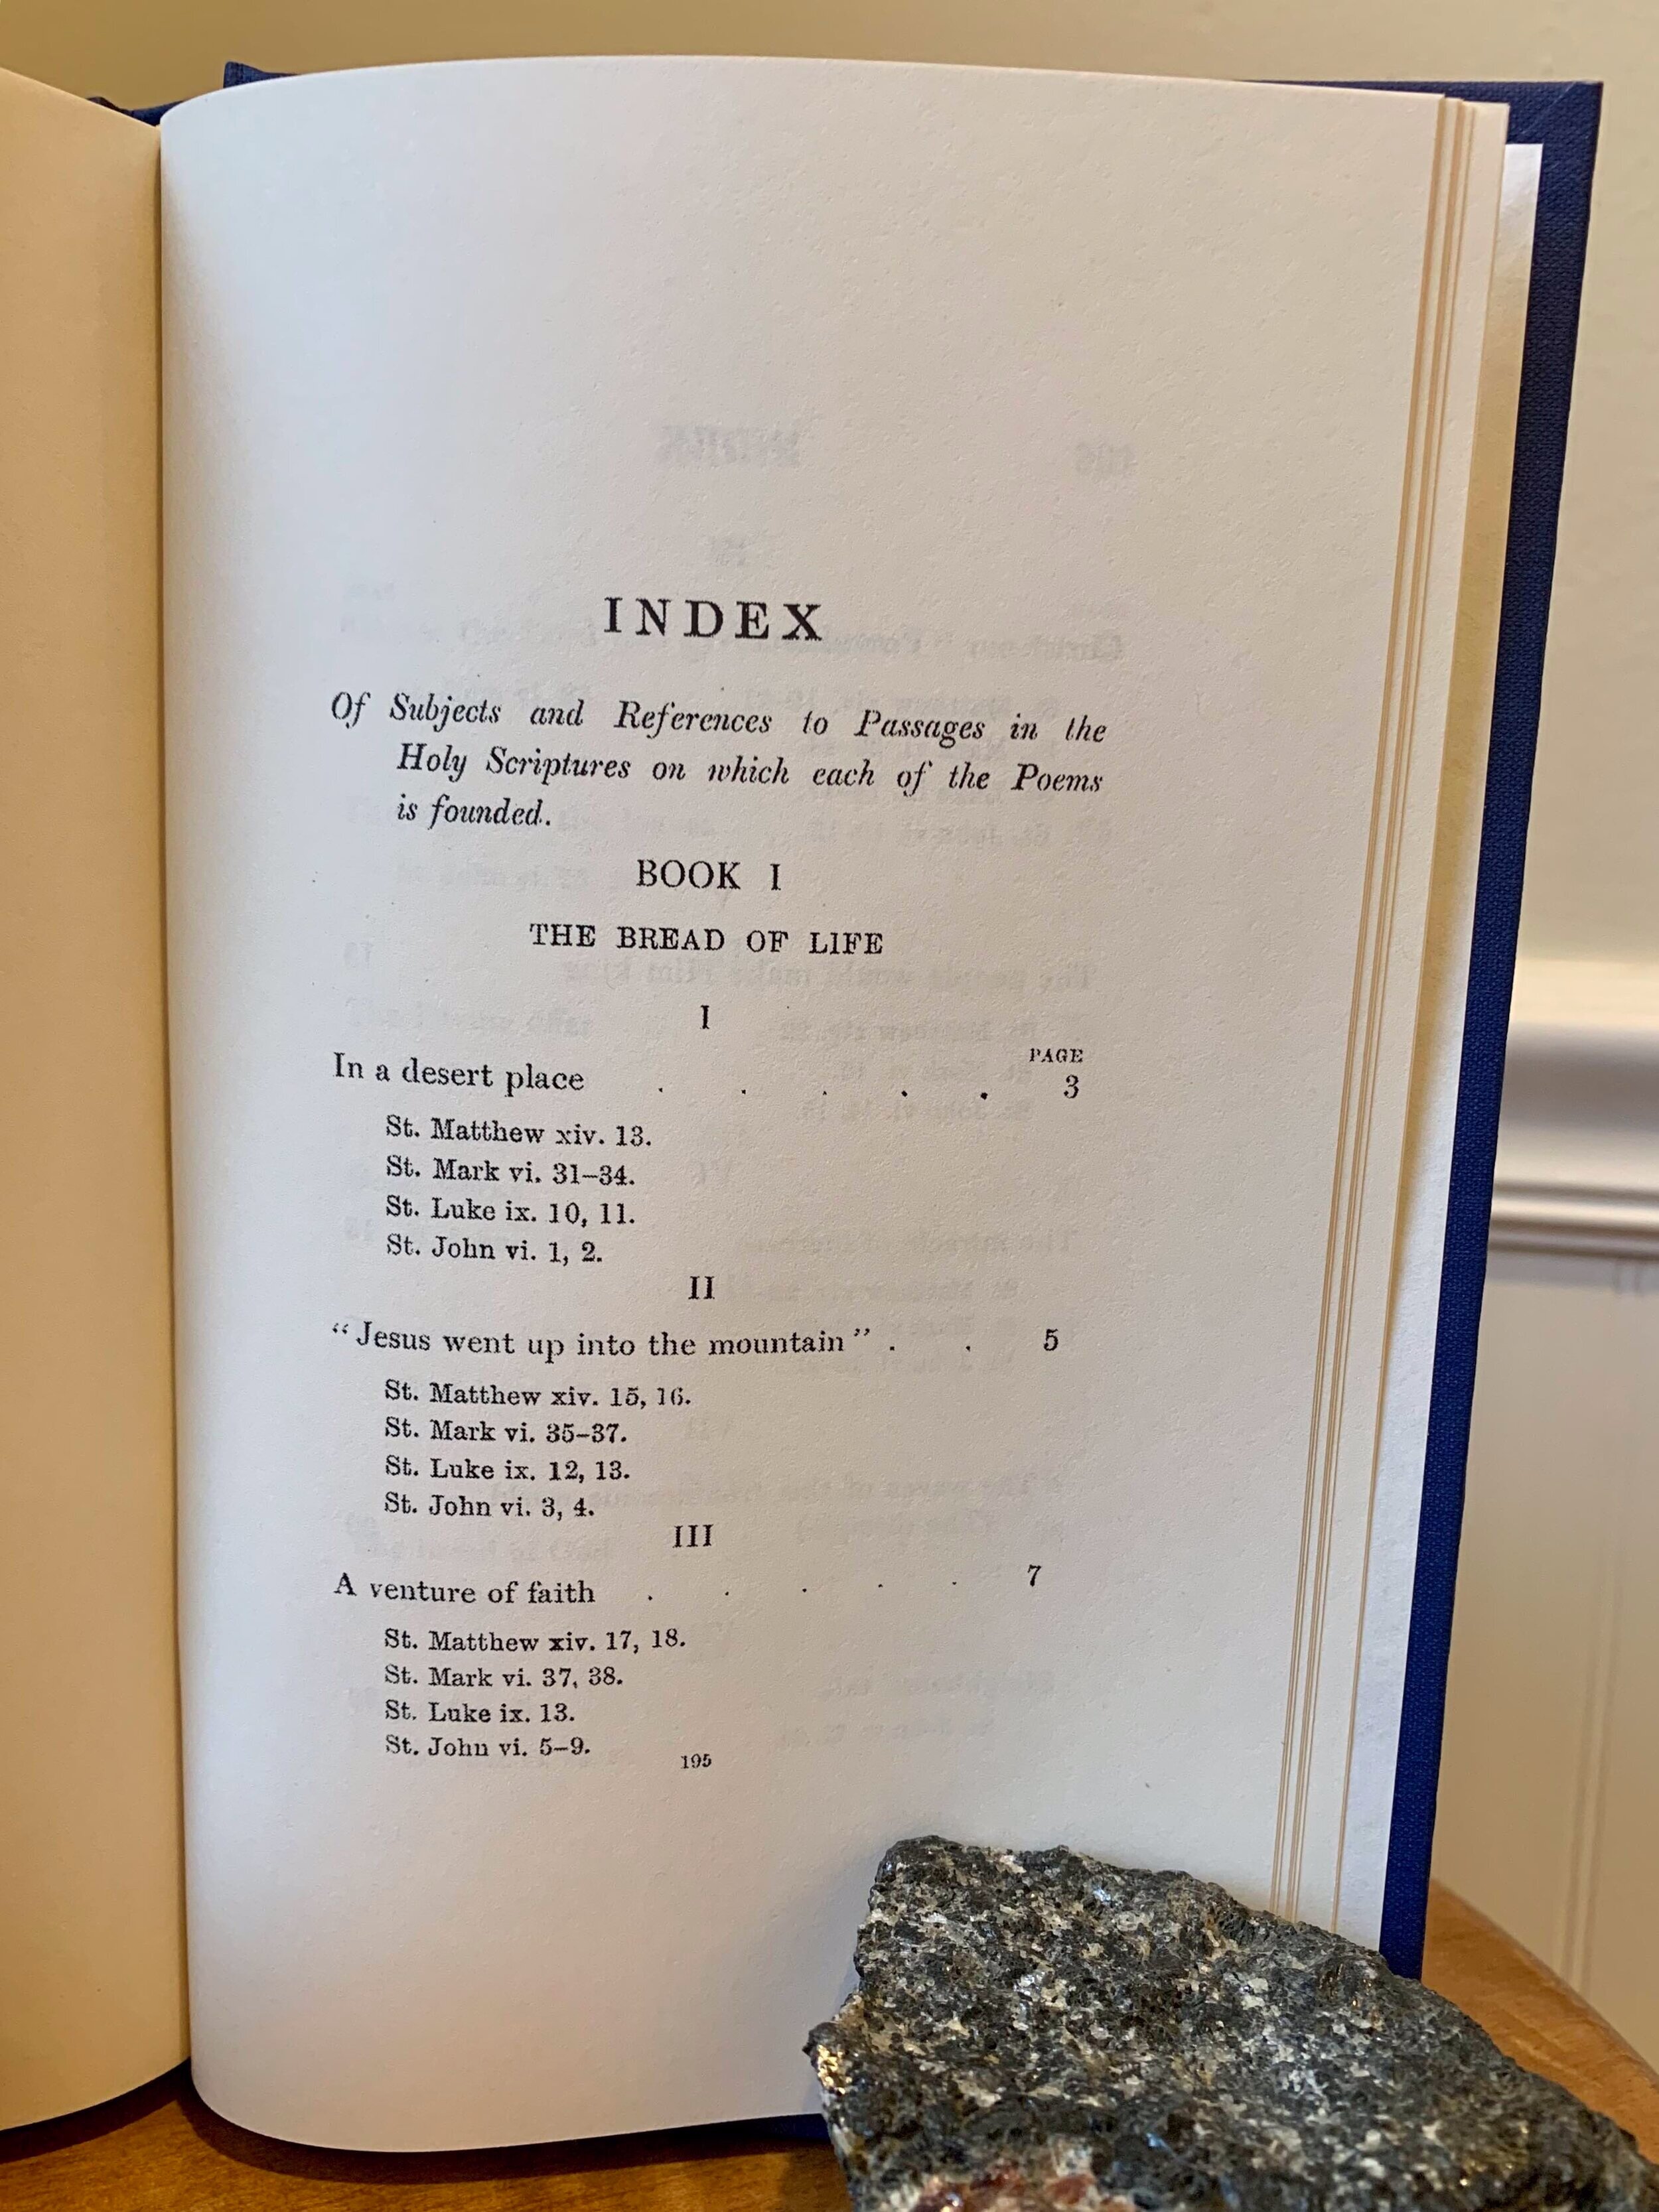 INDEX
Of Subjects and References to Passages in the
Holy Scriptures on which each of the Poems
is founded.
BOOK I
THE BREAD OF LIFE
I
PAGE
In a desert place . . . . . 3
St. Matthew xiv. 13.
St. Mark vi. 31–34.
St. Luke ix. 10, 11.
St. John vi. 1, 2.
II
“Jesus went up into the mountain” . . 5
St. Matthew xiv. 15, 16.
St. Mark vi. 35–37.
St. Luke ix. 12, 13.
St. John vi. 3, 4.
III
A venture of faith . . . . . 7
St. Matthew xiv. 17, 18.
St. Mark vi. 37, 38.
St. Luke ix. 13.
St. John vi. 5–9.
195